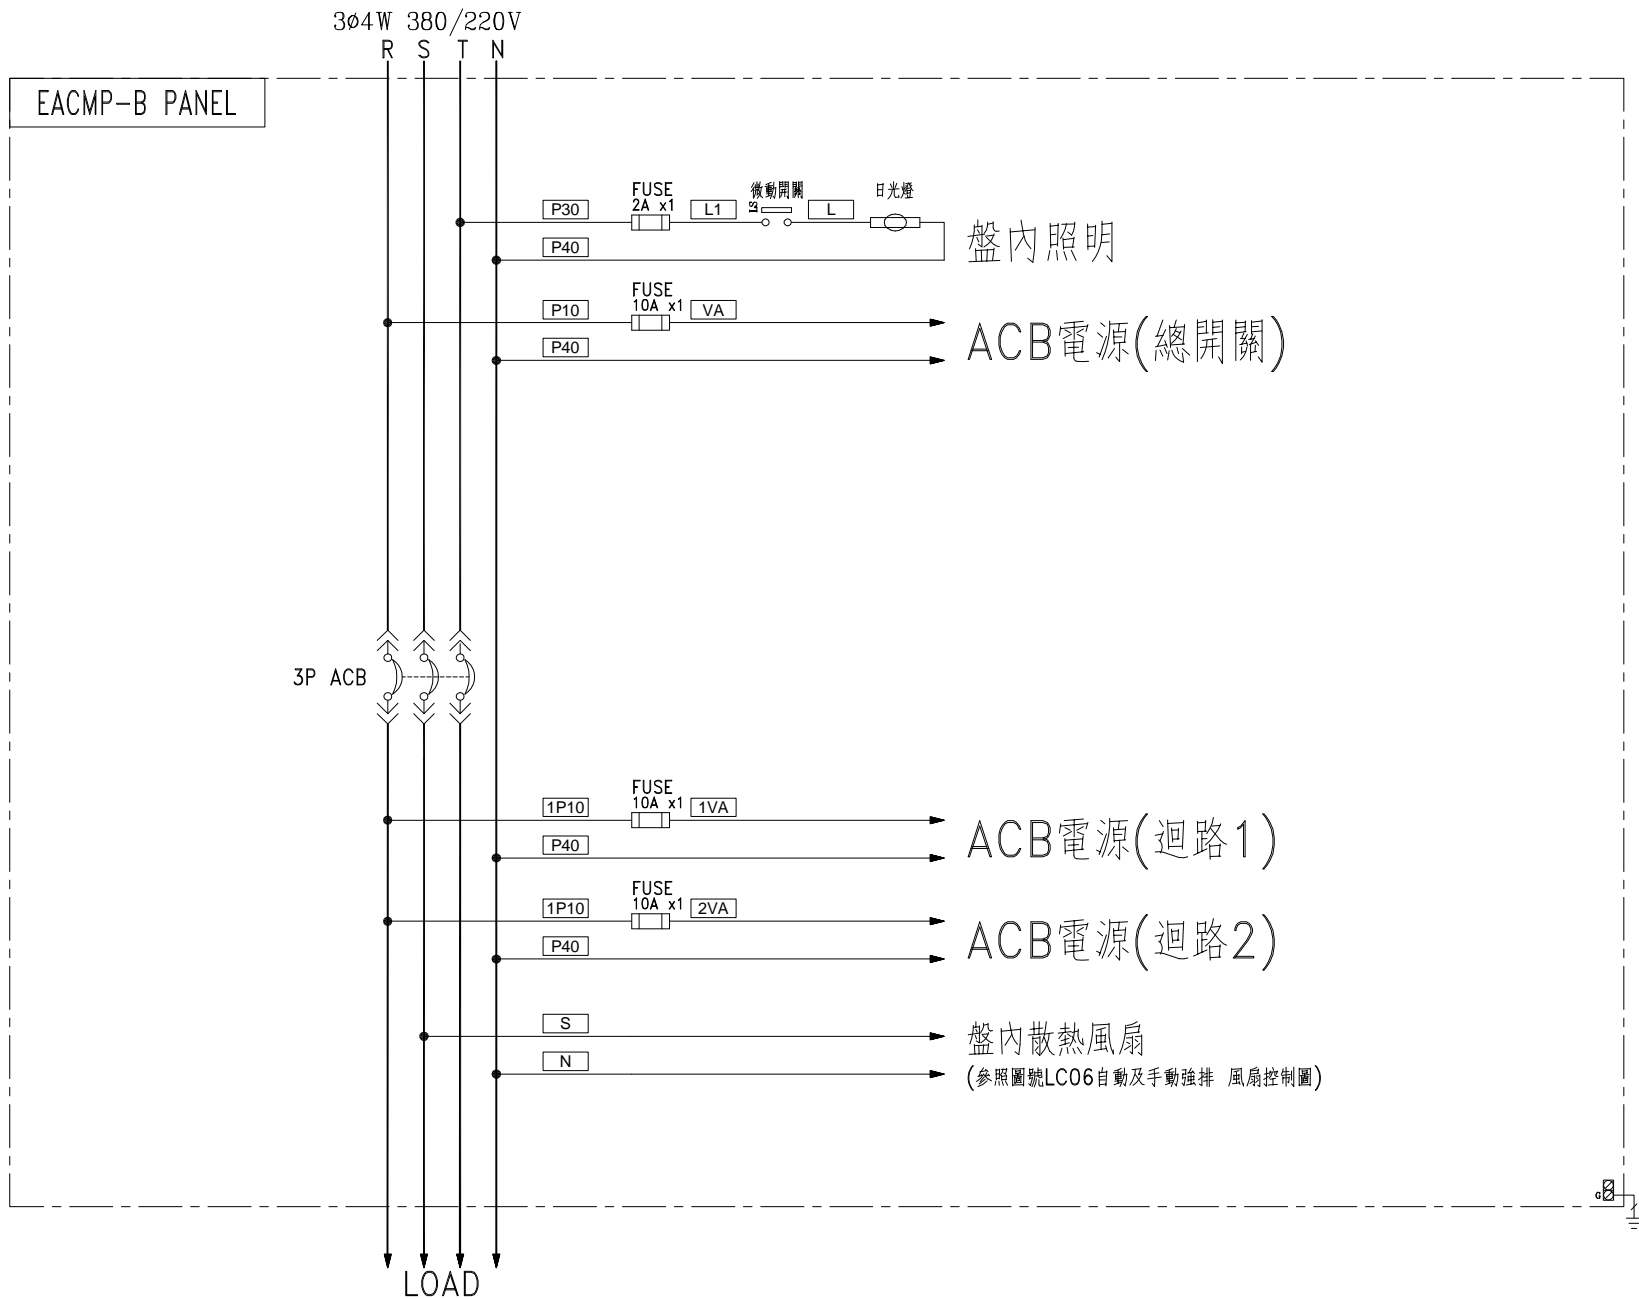 3ø4W 380/220V
R S T N
EACMP-B PANEL
FUSE
2A x1
微動開關
日光燈
P30
L1
LS
L
P40
盤內照明
FUSE
10A x1
P10
VA
P40
ACB電源(總開關)
3P ACB
FUSE
10A x1
1P10
1VA
P40
ACB電源(迴路1)
FUSE
10A x1
1P10
2VA
P40
ACB電源(迴路2)
S
N
盤內散熱風扇
(參照圖號LC06自動及手動強排 風扇控制圖)
G
LOAD